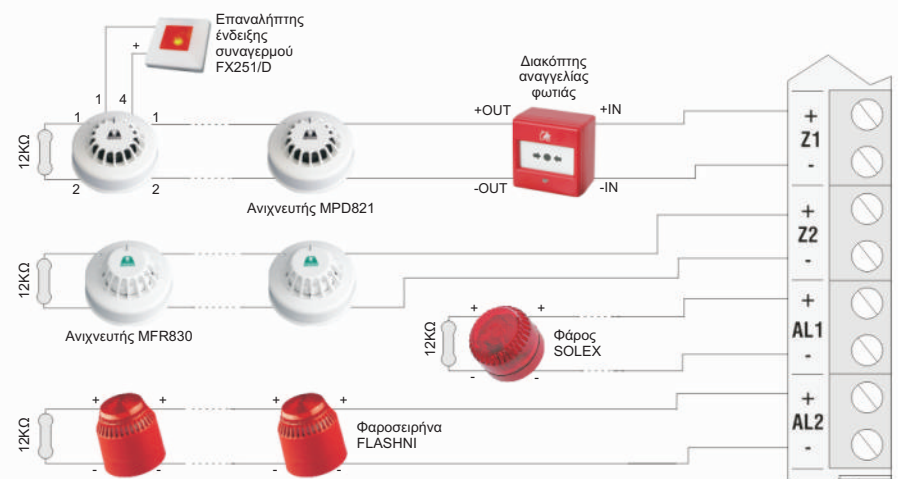 Επαναλήπτης
ένδειξης
συναγερμού
FX251/D
+
1 4
1 1
12ΚΩ
2 2
Ανιχνευτής MPD821
Διακόπτης
αναγγελίας
φωτιάς
+OUT +IN
-OUT -IN
+
Z1
-
12ΚΩ
Ανιχνευτής MFR830
+
Z2
-
12ΚΩ
+ +
- -
Φάρος
SOLEX
+
AL1
-
12ΚΩ
+ + + +
- - - -
Φαροσειρήνα
FLASHNI
+
AL2
-